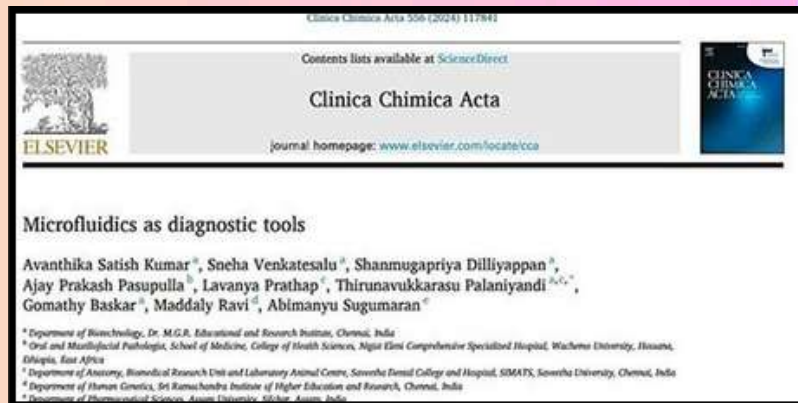 Clinica Chimica Acta 556 (2024) 117841
Contents lists available at ScienceDirect
Clinica Chimica Acta
journal homepage: www.elsevier.com/locate/cca
ELSEVIER
CLINICA
CHIMICA
ACTA
Microfluidics as diagnostic tools
Avanthika Satish Kumar a, Sneha Venkatesalu a, Shanmugapriya Dilliyappan a,
Ajay Prakash Pasupulla b, Lavanya Prathap c, Thirunavukkarasu Palaniyandi a,c,*,
Gomathy Baskar a, Maddaly Ravi d, Abimanyu Sugumaran e
a Department of Biotechnology, Dr. M.G.R. Educational and Research Institute, Chennai, India
b Oral and Maxillofacial Pathologist, School of Medicine, College of Health Sciences, Nigist Eleni Comprehensive Specialized Hospital, Wachemo University, Hossana,
Ethiopia, East Africa
c Department of Anatomy, Biomedical Research Unit and Laboratory Animal Centre, Saveetha Dental College and Hospital, SIMATS, Saveetha University, Chennai, India
d Department of Human Genetics, Sri Ramachandra Institute of Higher Education and Research, Chennai, India
e Department of Pharmaceutical Sciences, Assam University, Silchar, Assam, India